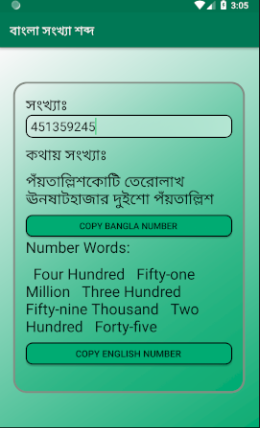 3:05
বাংলা সংখ্যা শব্দ
সংখ্যাঃ
451359245
কথায় সংখ্যাঃ
পঁয়তাল্লিশকোটি তেরোলাখ
ঊনষাটহাজার দুইশো পঁয়তাল্লিশ
COPY BANGLA NUMBER
Number Words:
Four Hundred Fifty-one
Million Three Hundred
Fifty-nine Thousand Two
Hundred Forty-five
COPY ENGLISH NUMBER